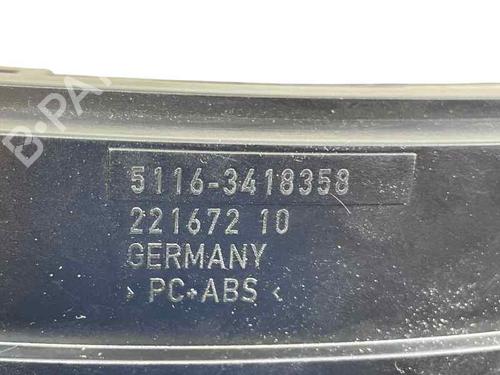 B-PA
5116-3418358
221672 10
GERMANY
> PC+ABS <